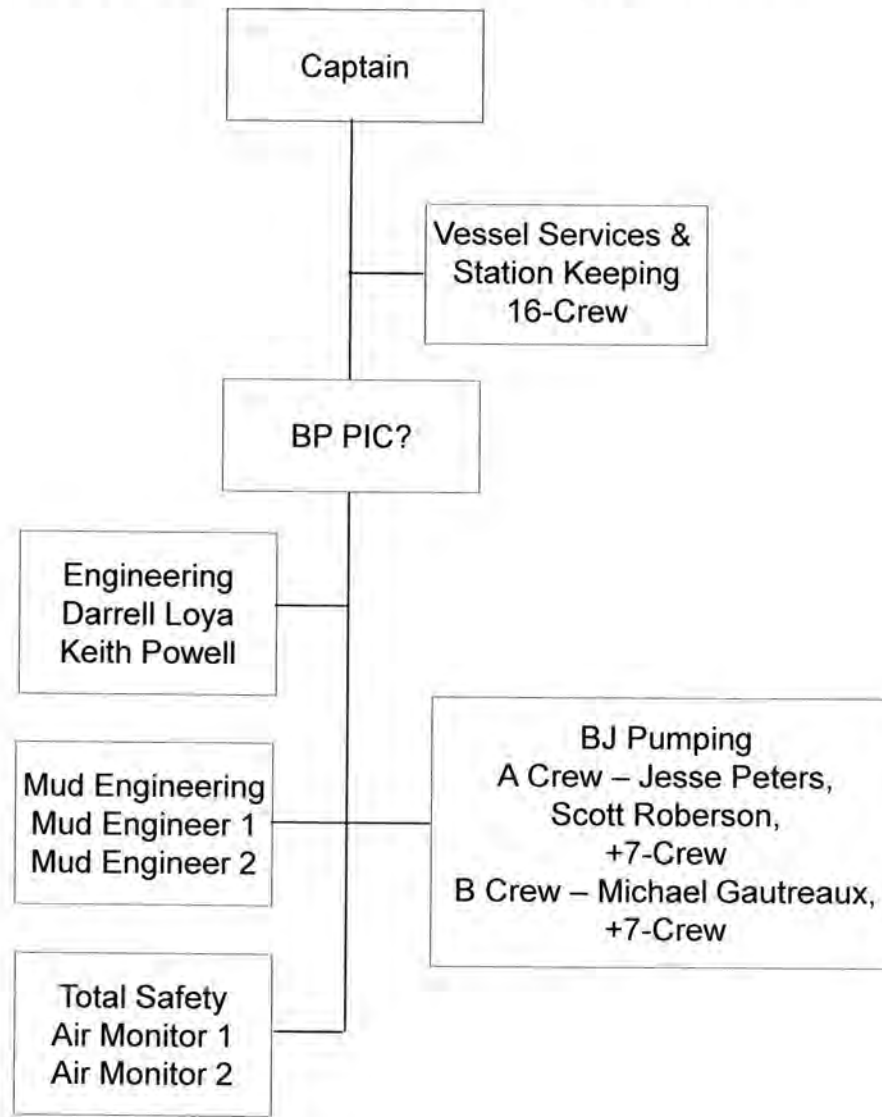 Captain
Vessel Services &
Station Keeping
16-Crew
BP PIC?
Engineering
Darrell Loya
Keith Powell
Mud Engineering
Mud Engineer 1
Mud Engineer 2
BJ Pumping
A Crew – Jesse Peters,
Scott Roberson,
+7-Crew
B Crew – Michael Gautreaux,
+7-Crew
Total Safety
Air Monitor 1
Air Monitor 2